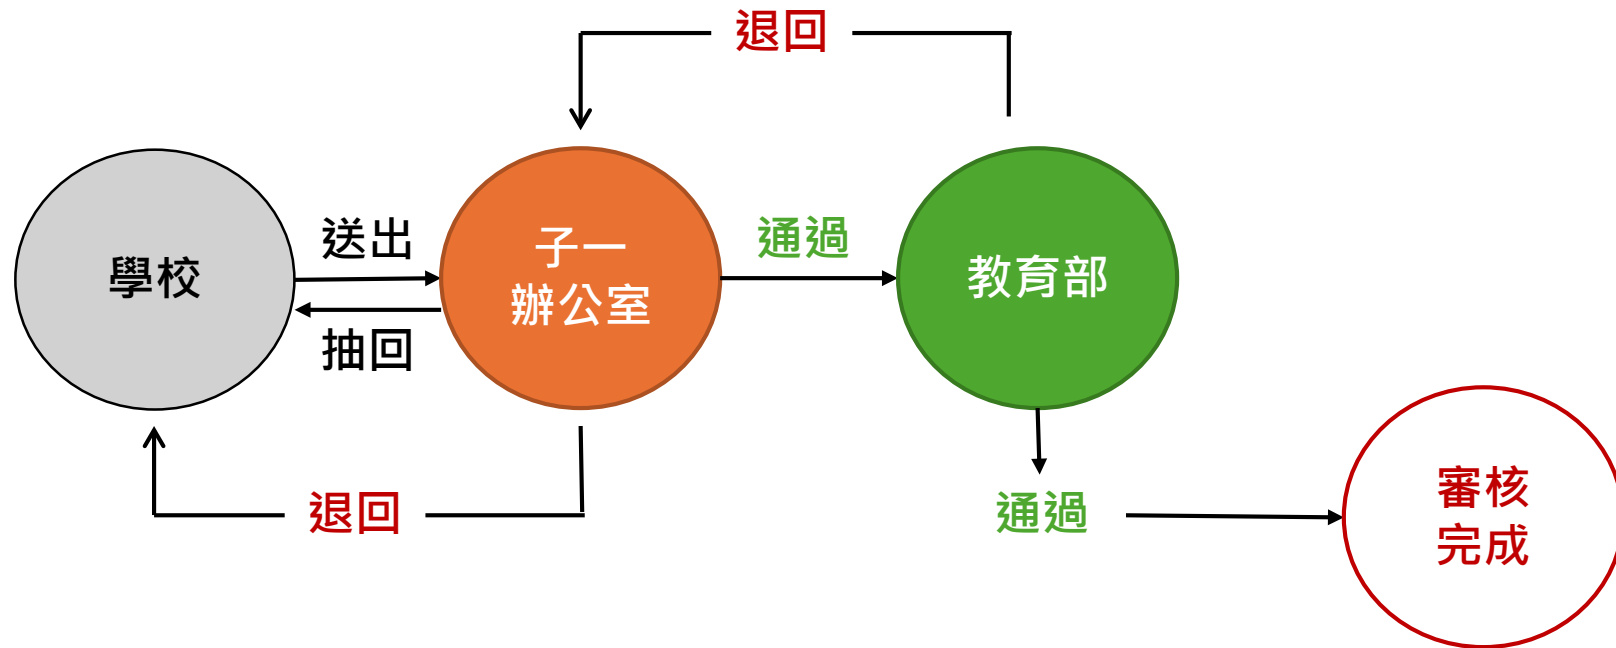 退回
學校
送出
抽回
子一
辦公室
通過
教育部
退回
通過
審核
完成